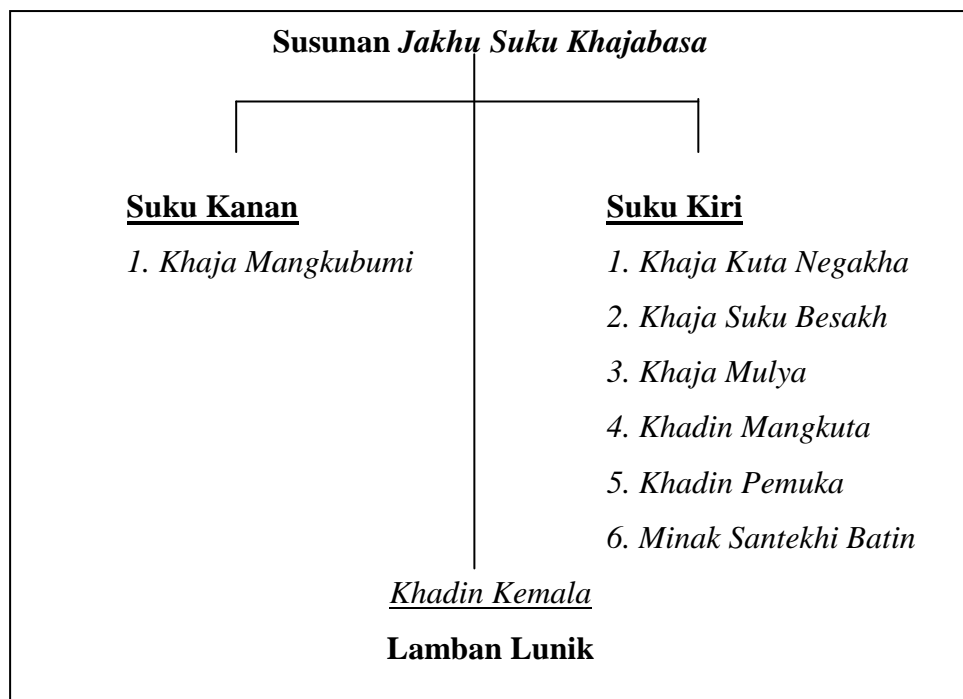 Susunan Jakhu Suku Khajabasa
Suku Kanan
1. Khaja Mangkubumi
Suku Kiri
1. Khaja Kuta Negakha
2. Khaja Suku Besakh
3. Khaja Mulya
4. Khadin Mangkuta
5. Khadin Pemuka
6. Minak Santekhi Batin
Khadin Kemala
Lamban Lunik